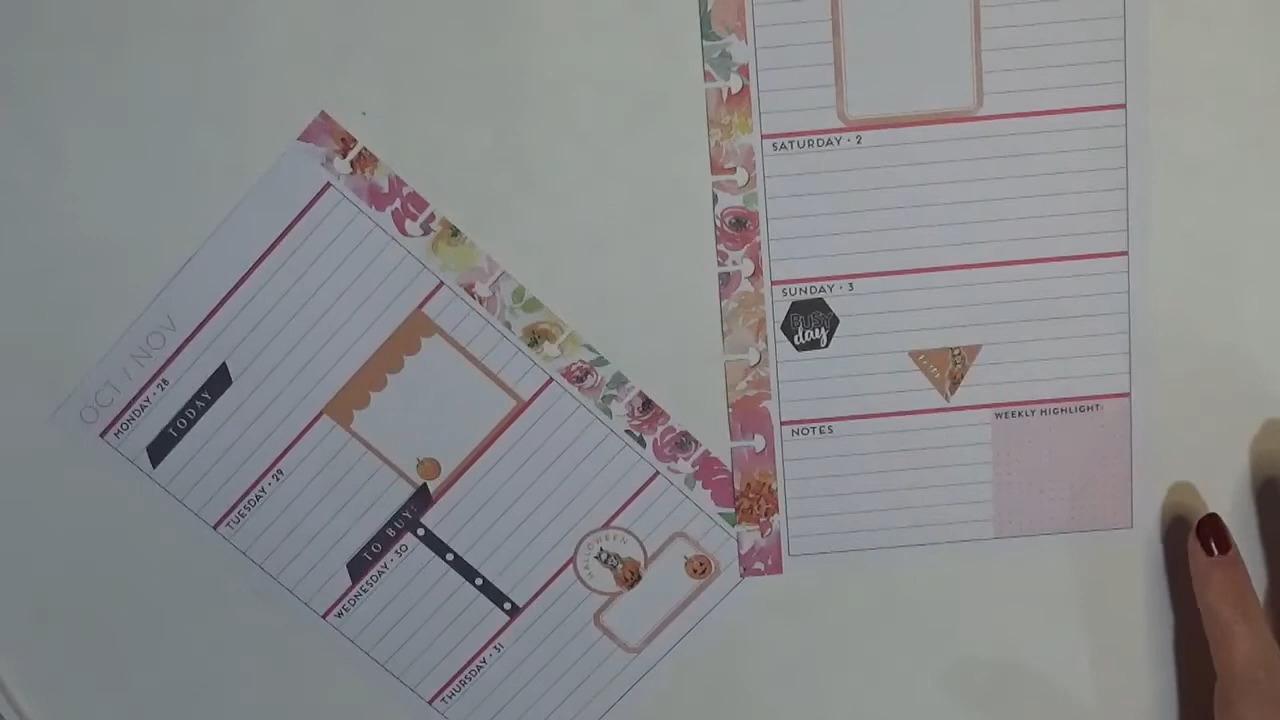 OCT / NOV
MONDAY • 28
TODAY
TUESDAY • 29
TO BUY:
WEDNESDAY • 30
HALLOWEEN
THURSDAY • 31
SATURDAY • 2
SUNDAY • 3
BUSY
day
NOTES
WEEKLY HIGHLIGHT: